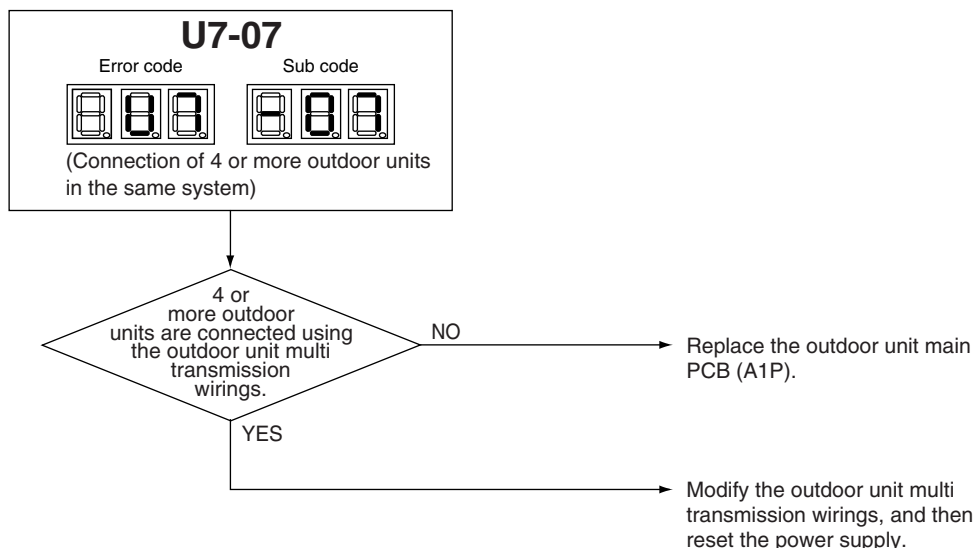 U7-07
Error code Sub code
U7 -07
(Connection of 4 or more outdoor units
in the same system)
4 or
more outdoor
units are connected using
the outdoor unit multi
transmission
wirings.
NO
Replace the outdoor unit main
PCB (A1P).
YES
Modify the outdoor unit multi
transmission wirings, and then
reset the power supply.